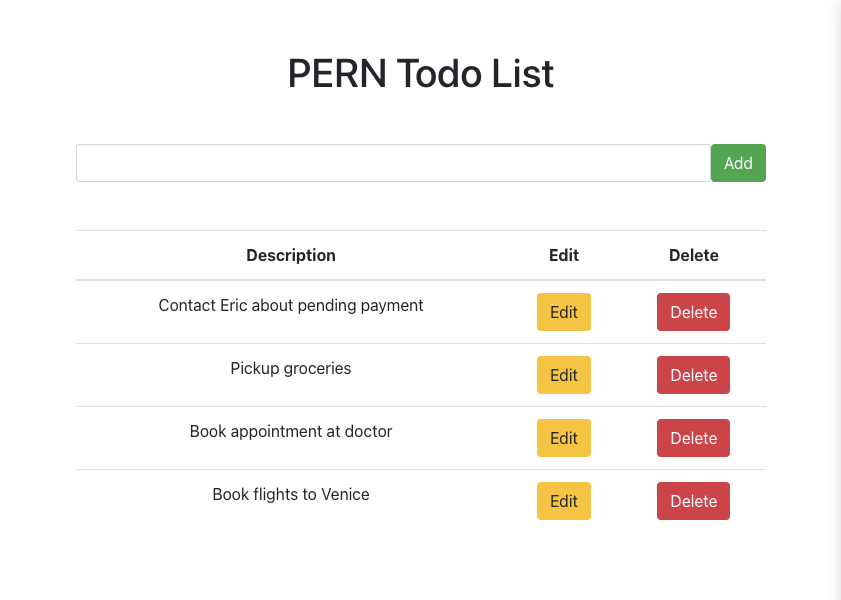 PERN Todo List
Add
Description Edit Delete
Contact Eric about pending payment Edit Delete
Pickup groceries Edit Delete
Book appointment at doctor Edit Delete
Book flights to Venice Edit Delete